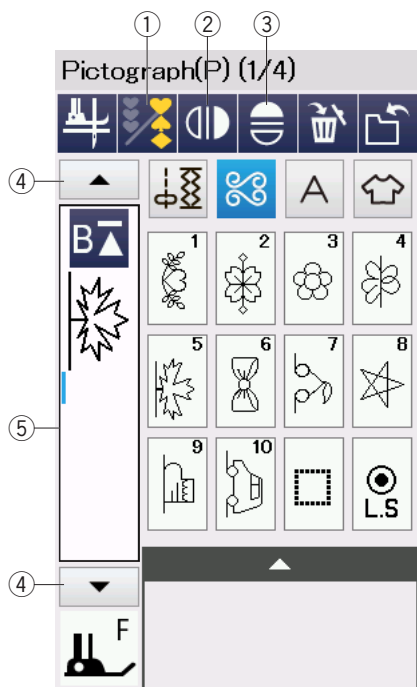 ① ② ③
Pictograph(P) (1/4)
④
A
B
1 2 3 4
5 6 7 8
⑤
9 10
L.S
④
F